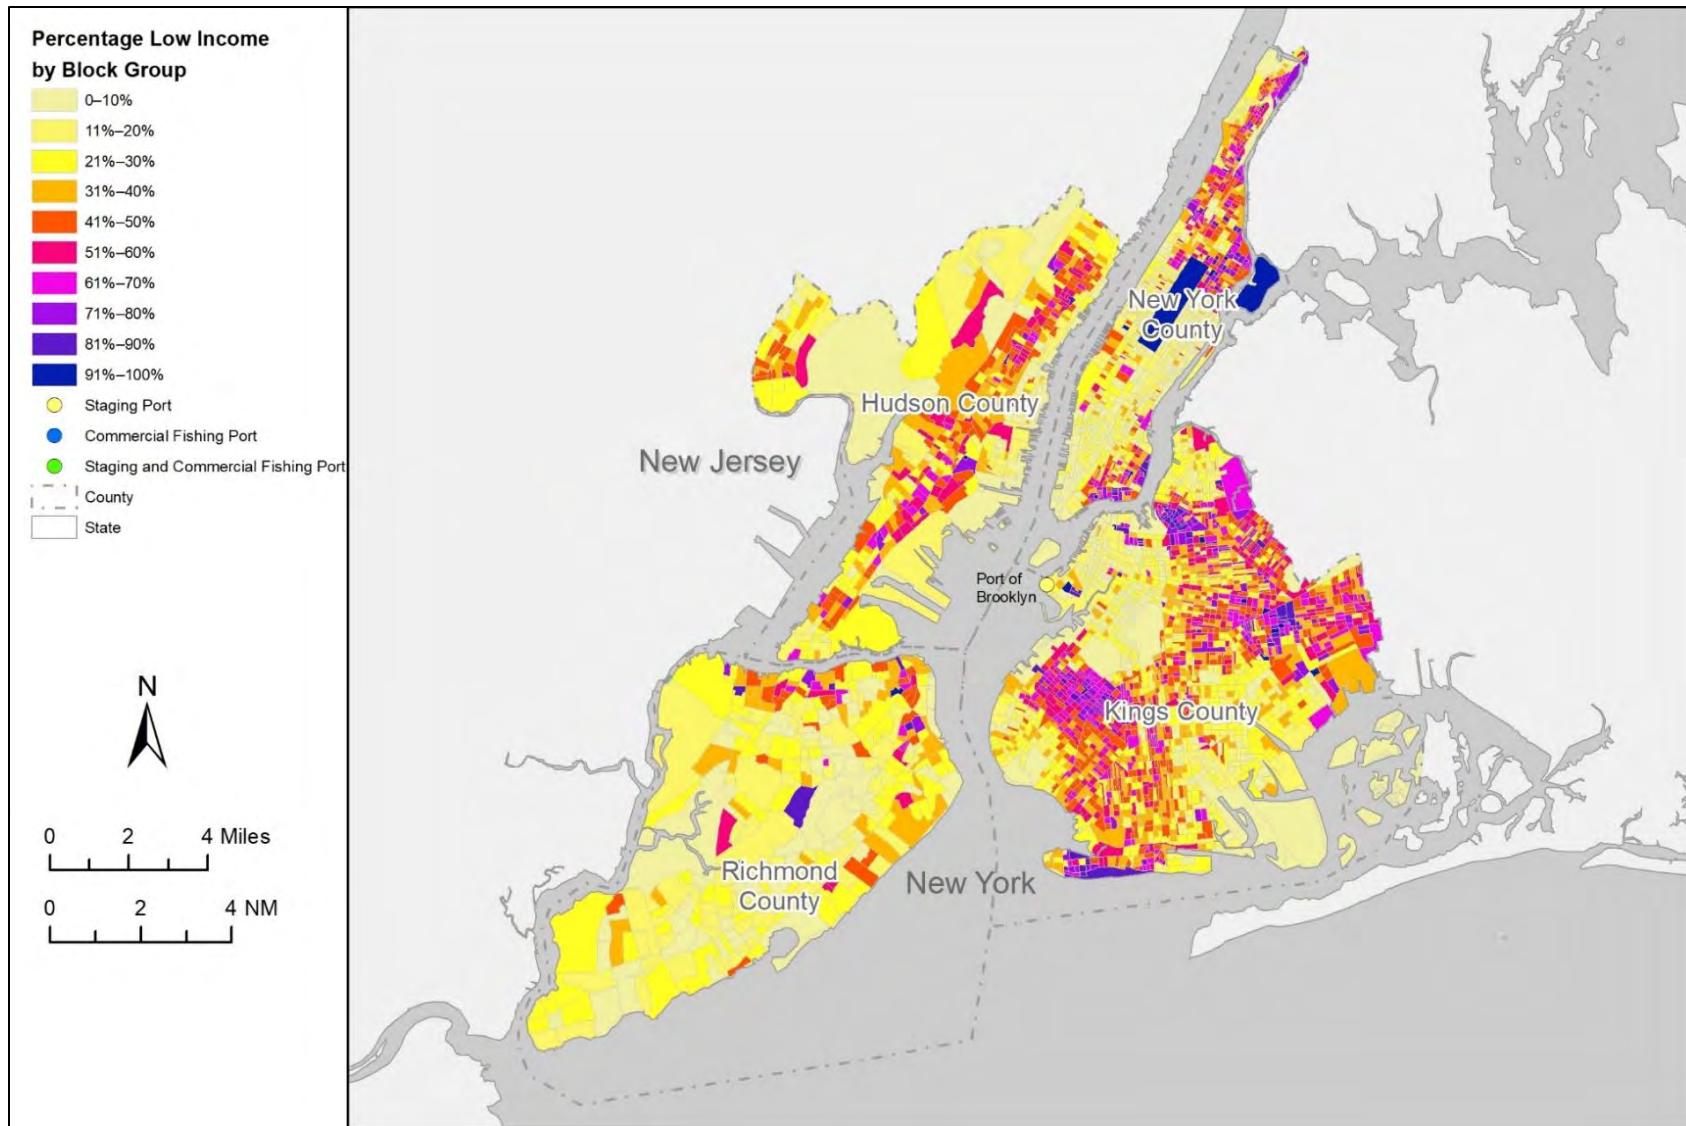 Percentage Low Income
by Block Group
0–10%
11%–20%
21%–30%
31%–40%
41%–50%
51%–60%
61%–70%
71%–80%
81%–90%
91%–100%
Staging Port
Commercial Fishing Port
Staging and Commercial Fishing Port
County
State
N
0 2 4 Miles
0 2 4 NM
New York
County
Hudson County
New Jersey
Port of
Brooklyn
Kings County
Richmond
County
New York